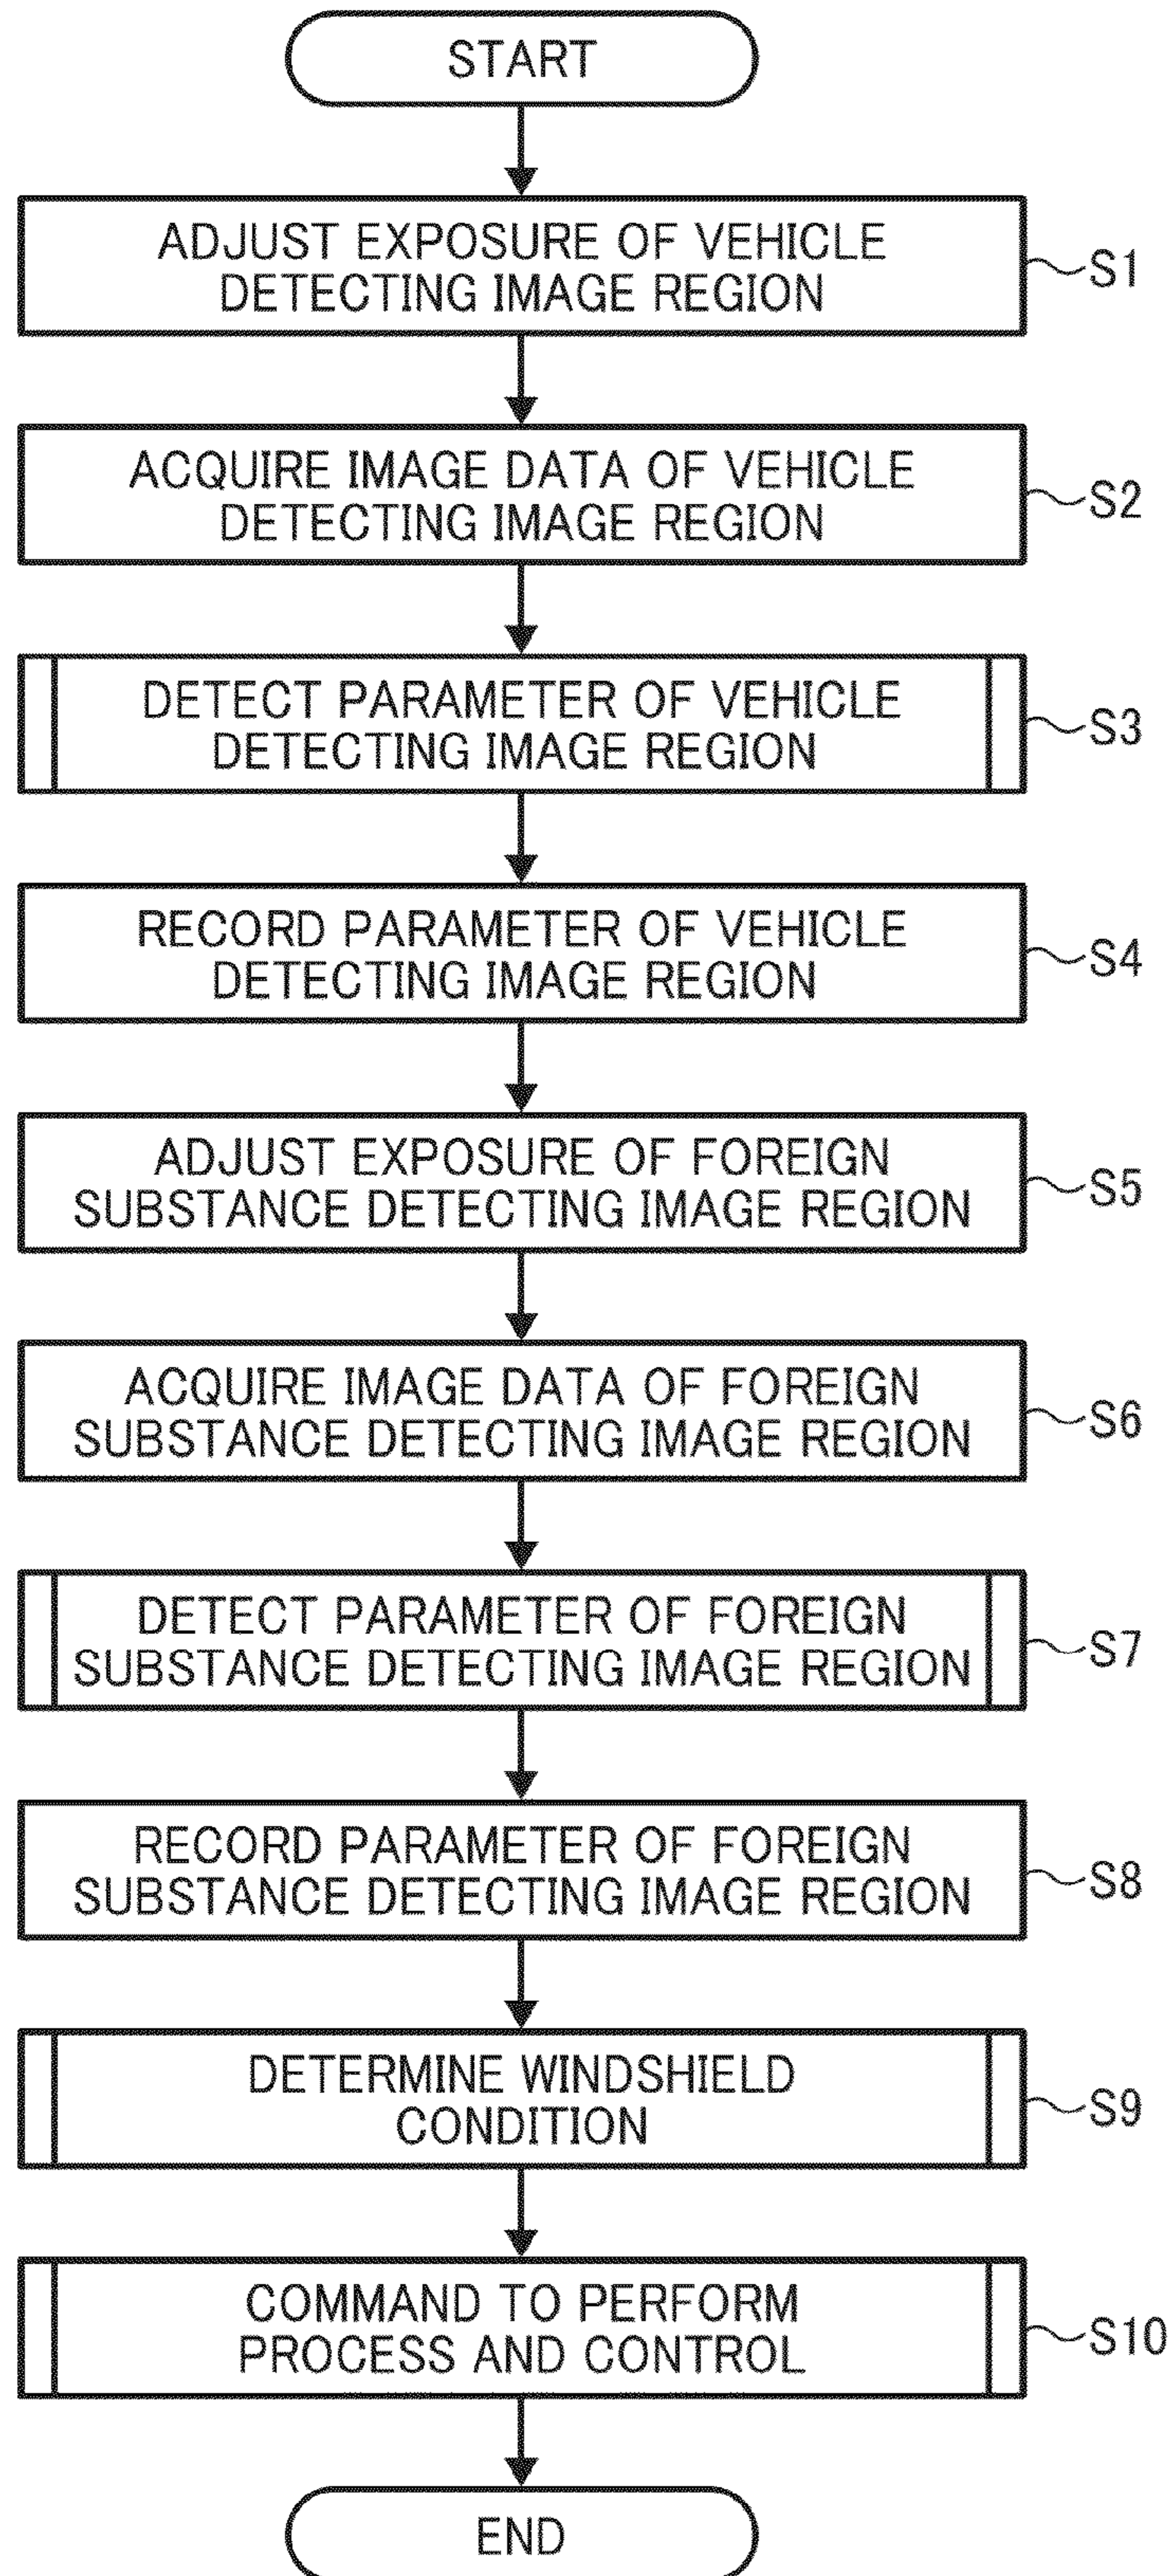 START
ADJUST EXPOSURE OF VEHICLE
DETECTING IMAGE REGION
S1
ACQUIRE IMAGE DATA OF VEHICLE
DETECTING IMAGE REGION
S2
DETECT PARAMETER OF VEHICLE
DETECTING IMAGE REGION
S3
RECORD PARAMETER OF VEHICLE
DETECTING IMAGE REGION
S4
ADJUST EXPOSURE OF FOREIGN
SUBSTANCE DETECTING IMAGE REGION
S5
ACQUIRE IMAGE DATA OF FOREIGN
SUBSTANCE DETECTING IMAGE REGION
S6
DETECT PARAMETER OF FOREIGN
SUBSTANCE DETECTING IMAGE REGION
S7
RECORD PARAMETER OF FOREIGN
SUBSTANCE DETECTING IMAGE REGION
S8
DETERMINE WINDSHIELD
CONDITION
S9
COMMAND TO PERFORM
PROCESS AND CONTROL
S10
END